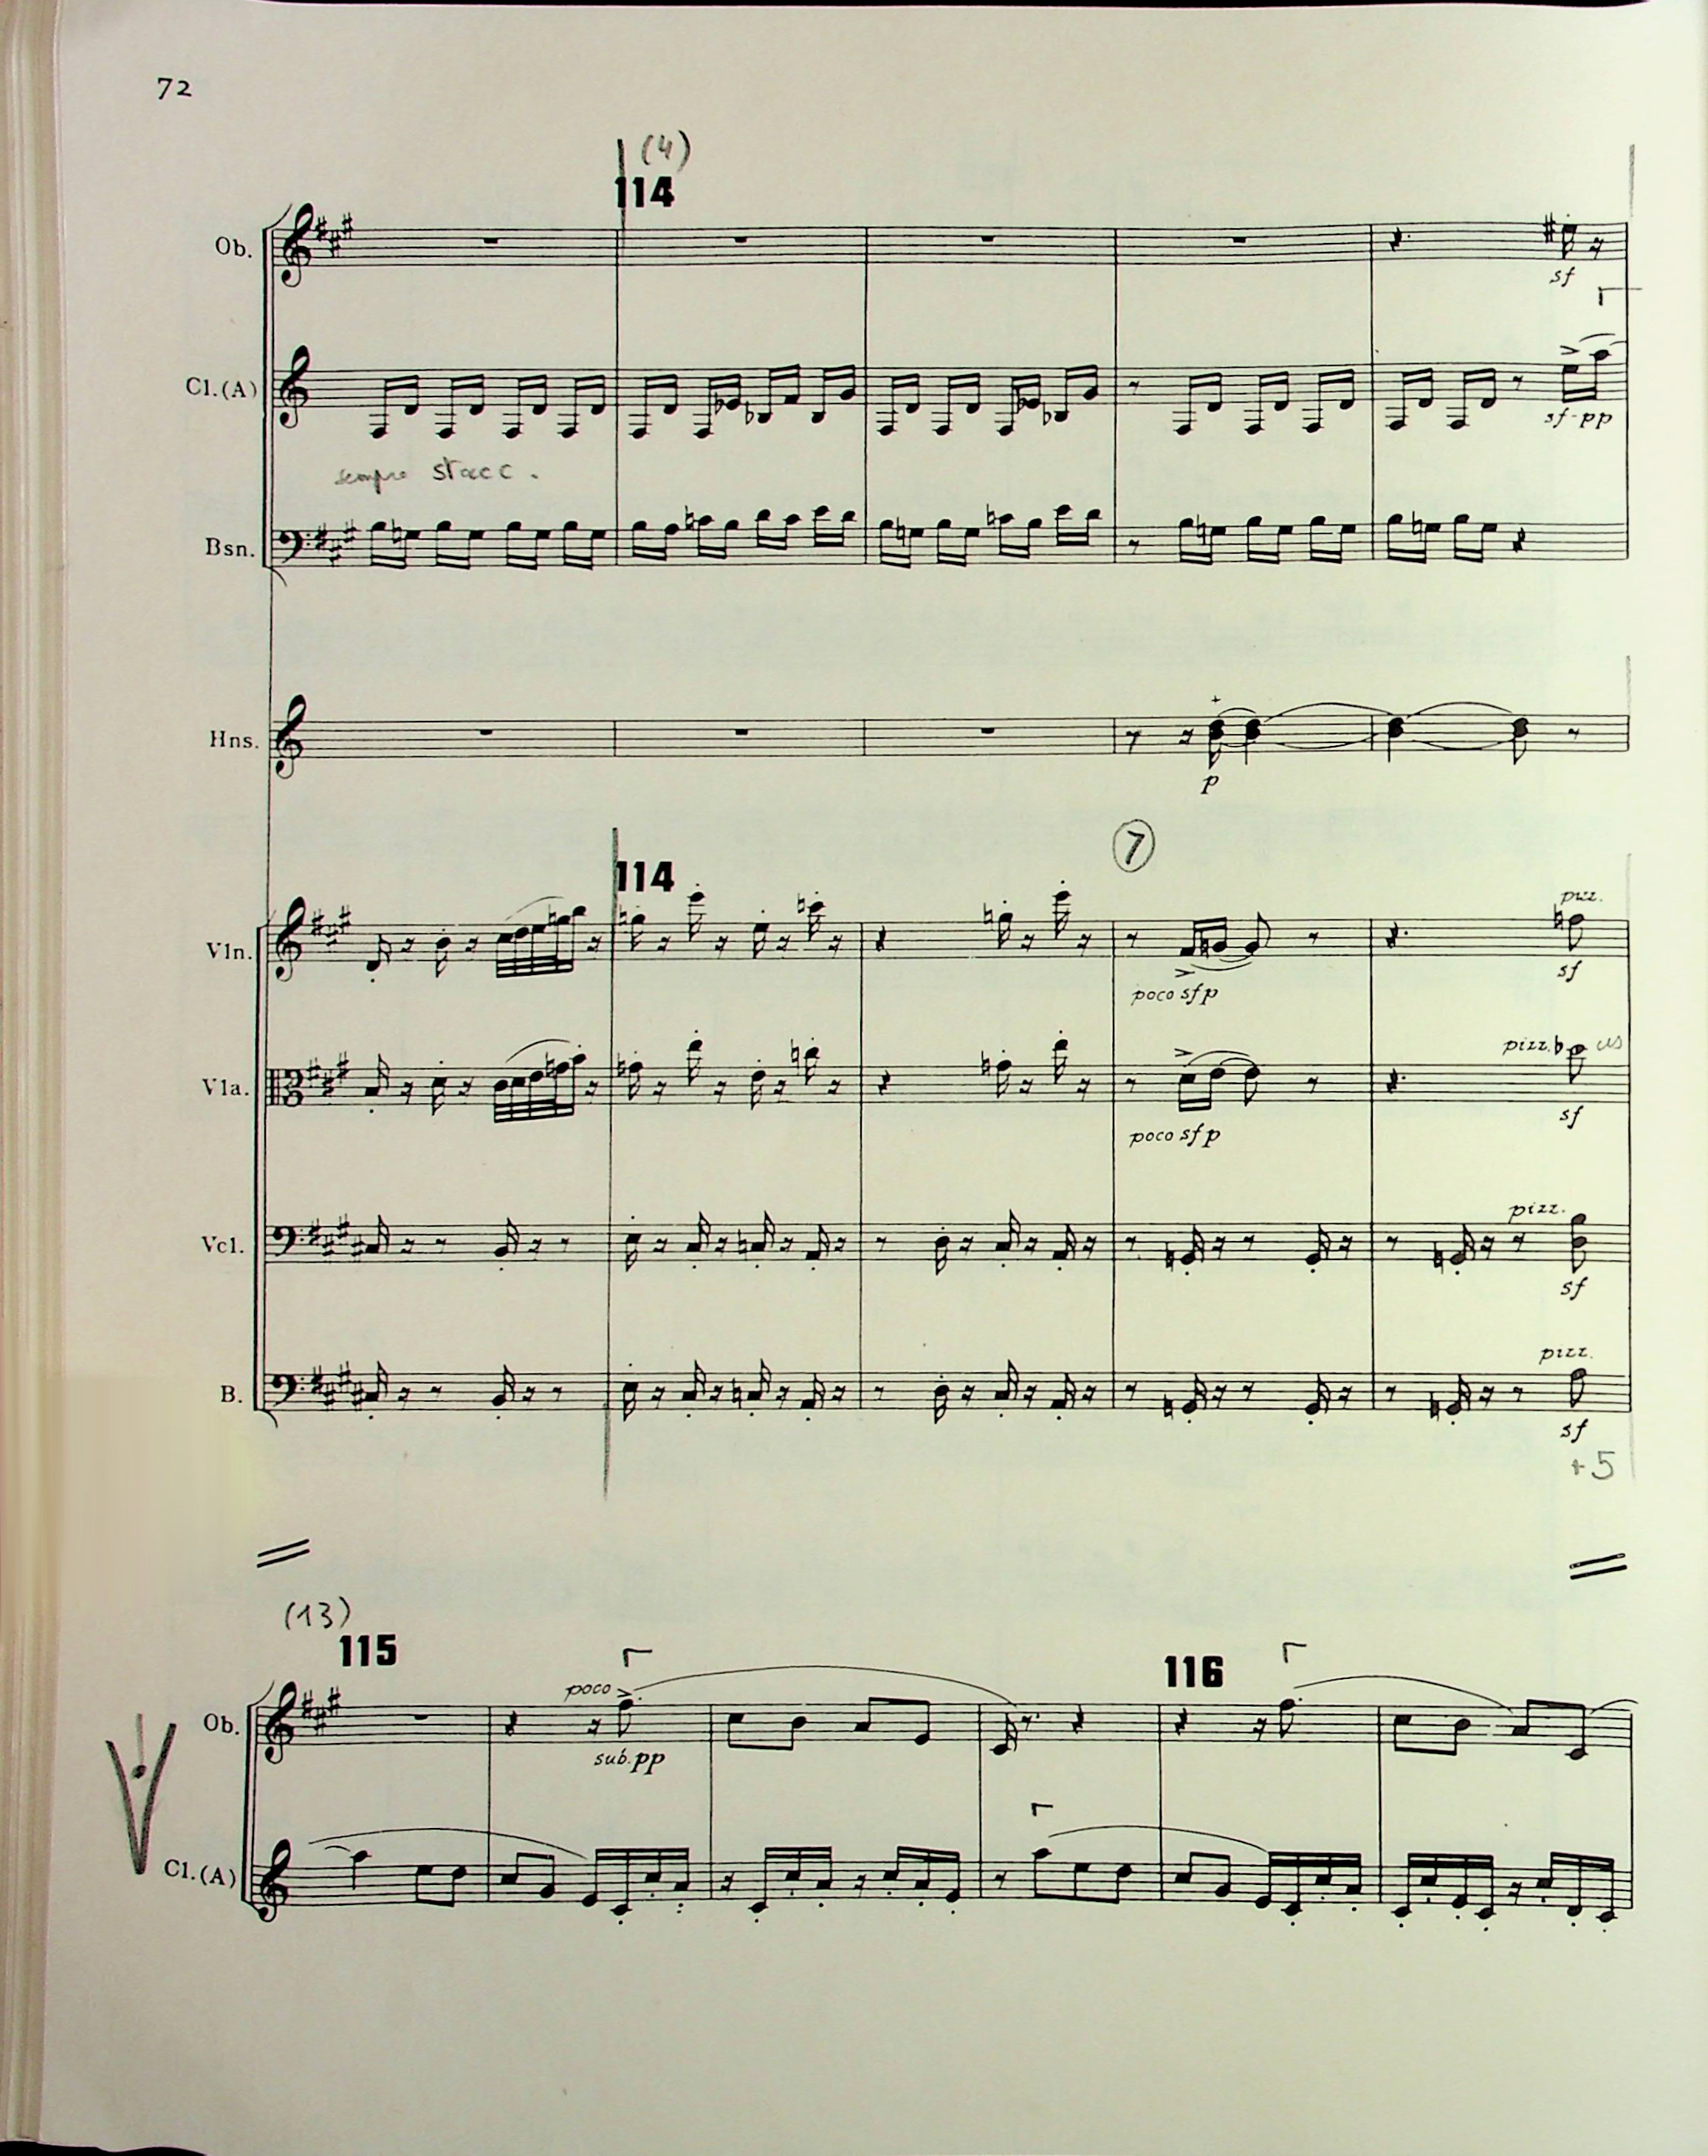 72
(4)
114
Ob.
sf
Cl.(A)
sf-pp
sempre stacc.
Bsn.
Hns.
p
7
114
pizz.
Vln.
sf
poco sfp
pizz.
Vla.
sf
poco sfp
pizz.
Vcl.
sf
pizz.
B.
sf
+5
(13)
115
116
poco
Ob.
sub. pp
Cl.(A)